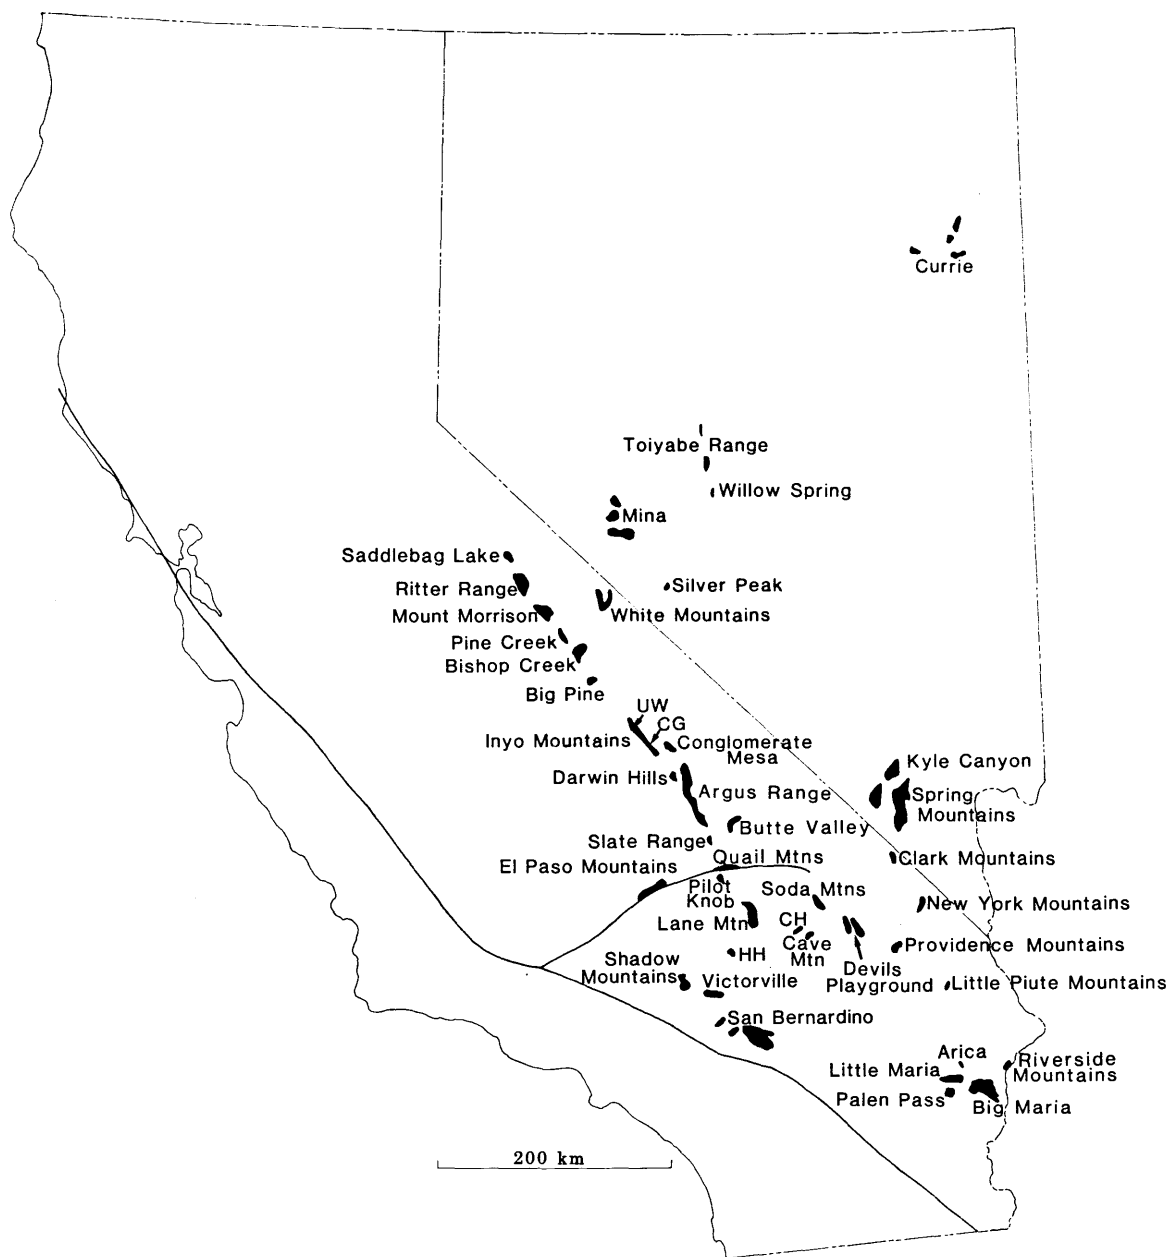 Currie
Toiyabe Range
Willow Spring
Mina
Saddlebag Lake
Silver Peak
Ritter Range
White Mountains
Mount Morrison
Pine Creek
Bishop Creek
Big Pine
UW
CG
Inyo Mountains
Conglomerate
Mesa
Kyle Canyon
Darwin Hills
Argus Range
Spring
Mountains
Butte Valley
Slate Range
Quail Mtns
Clark Mountains
El Paso Mountains
Pilot
Knob
Soda Mtns
New York Mountains
Lane Mtn
CH
Cave
Mtn
Providence Mountains
HH
Shadow
Mountains
Devils
Playground
Victorville
Little Piute Mountains
San Bernardino
Arica
Riverside
Mountains
Little Maria
Palen Pass
Big Maria
200 km